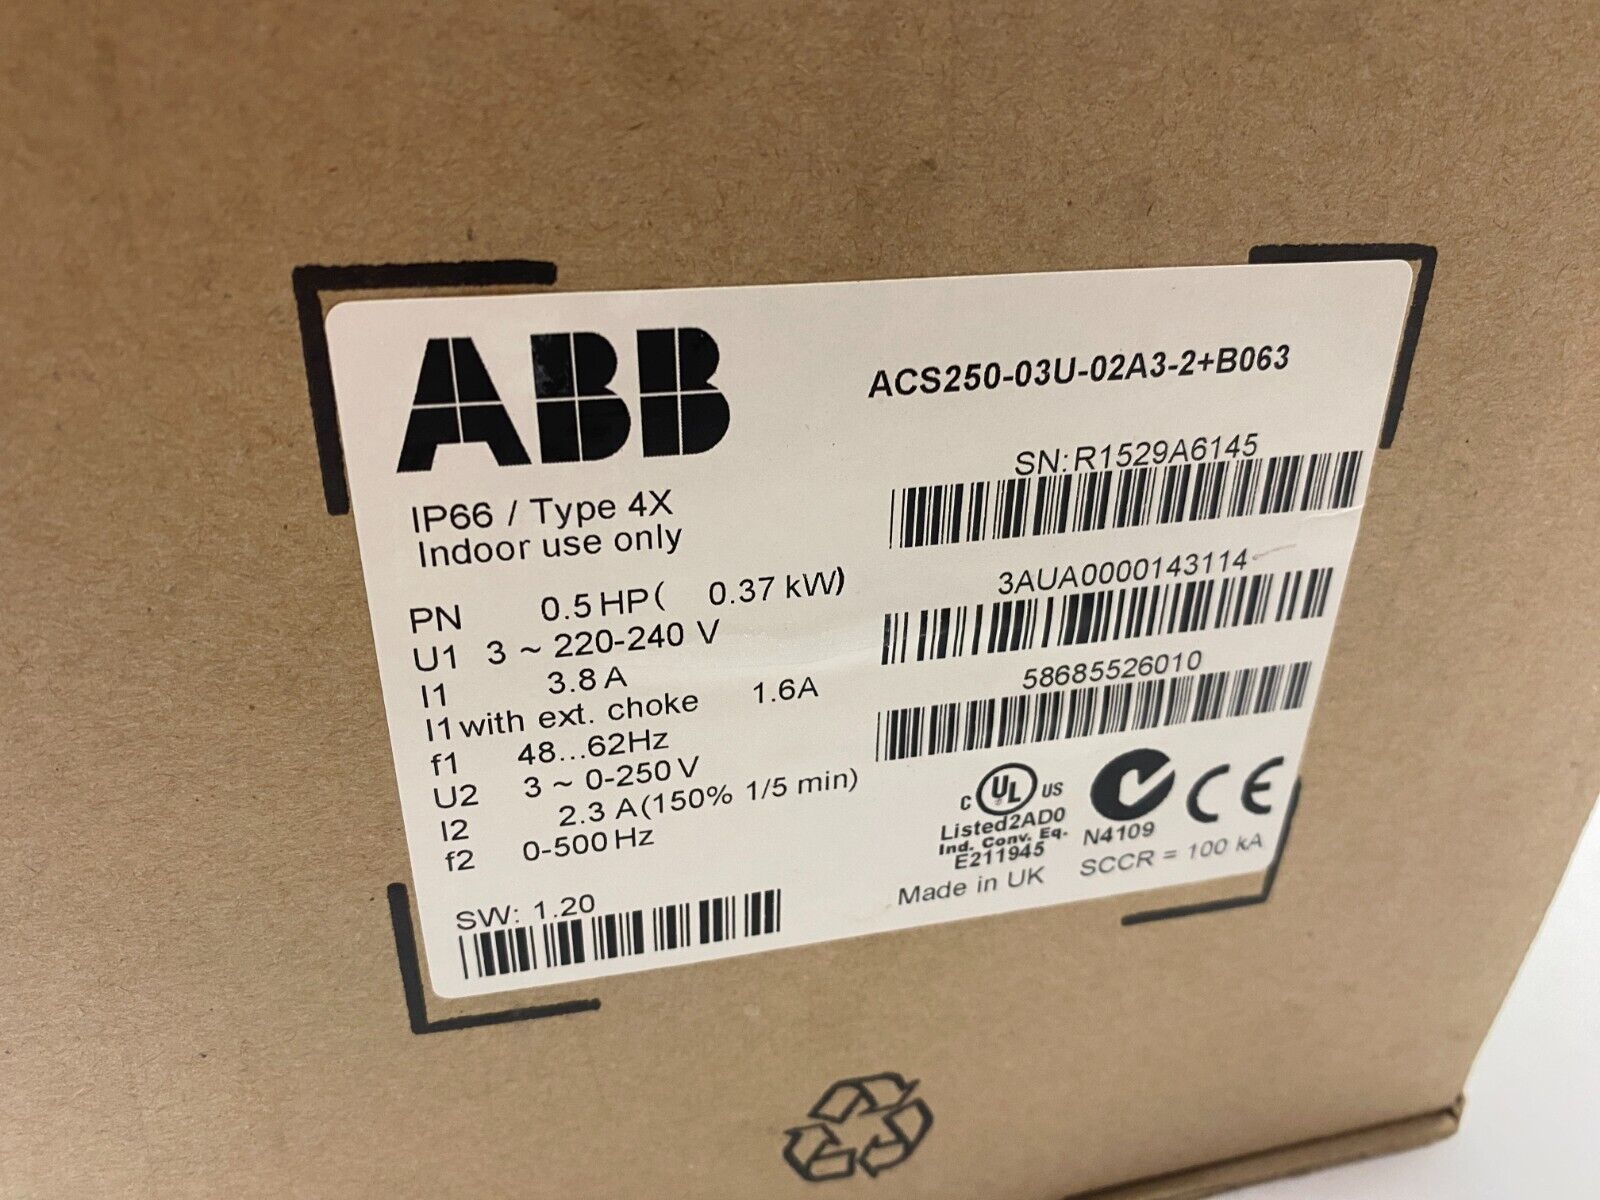 ABB
ACS250-03U-02A3-2+B063
IP66 / Type 4X
Indoor use only
PN 0.5 HP( 0.37 kW)
U1 3 ~ 220-240 V
I1 3.8 A
I1 with ext. choke 1.6A
f1 48...62Hz
U2 3 ~ 0-250 V
I2 2.3 A(150% 1/5 min)
f2 0-500 Hz
SW: 1.20
SN: R1529A6145
3AUA0000143114
58685526010
C UL US
Listed2AD0
Ind. Conv. Eq.
E211945
N4109
CE
Made in UK SCCR = 100 kA